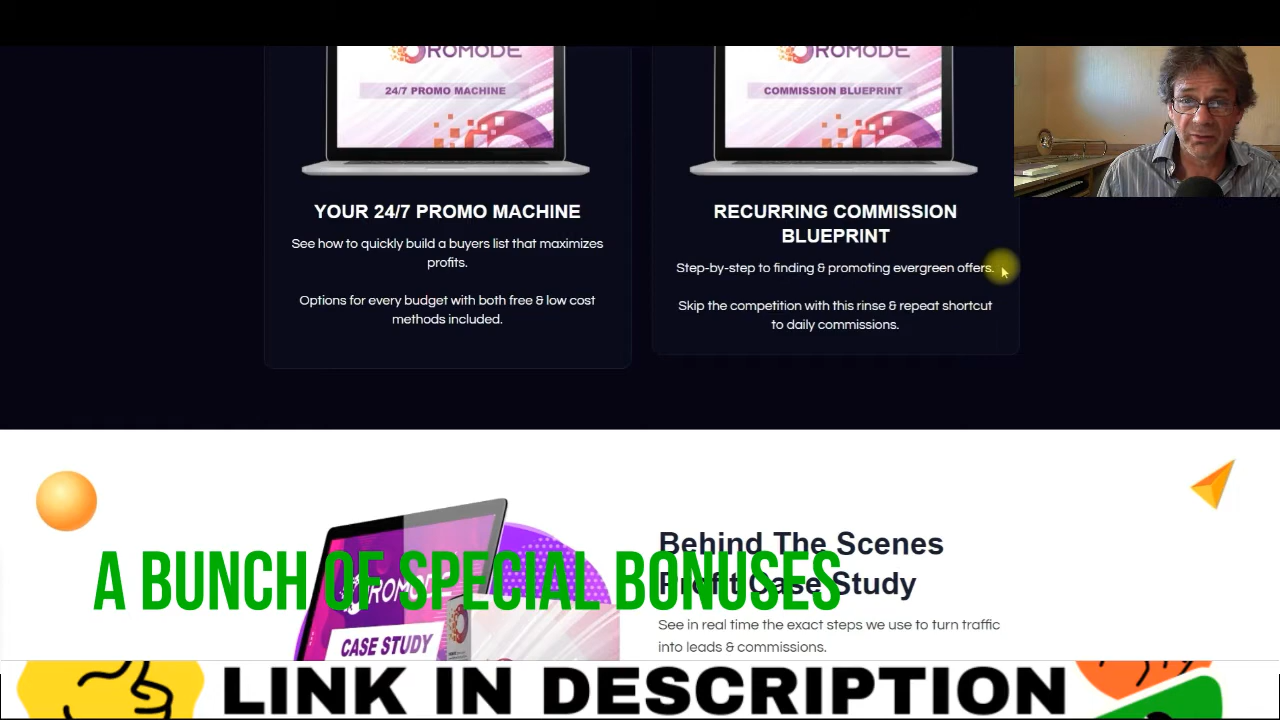 ROMODE
ROMODE
24/7 PROMO MACHINE
COMMISSION BLUEPRINT
YOUR 24/7 PROMO MACHINE
See how to quickly build a buyers list that maximizes
profits.
Options for every budget with both free & low cost
methods included.
RECURRING COMMISSION
BLUEPRINT
Step-by-step to finding & promoting evergreen offers.
Skip the competition with this rinse & repeat shortcut
to daily commissions.
Behind The Scenes
Profit Case Study
A BUNCH OF SPECIAL BONUSES
ROMODE
CASE STUDY
See in real time the exact steps we use to turn traffic
into leads & commissions.
LINK IN DESCRIPTION